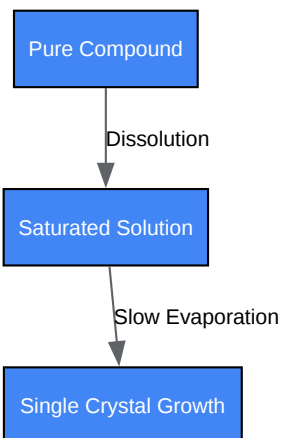 Pure Compound
Dissolution
Saturated Solution
Slow Evaporation
Single Crystal Growth